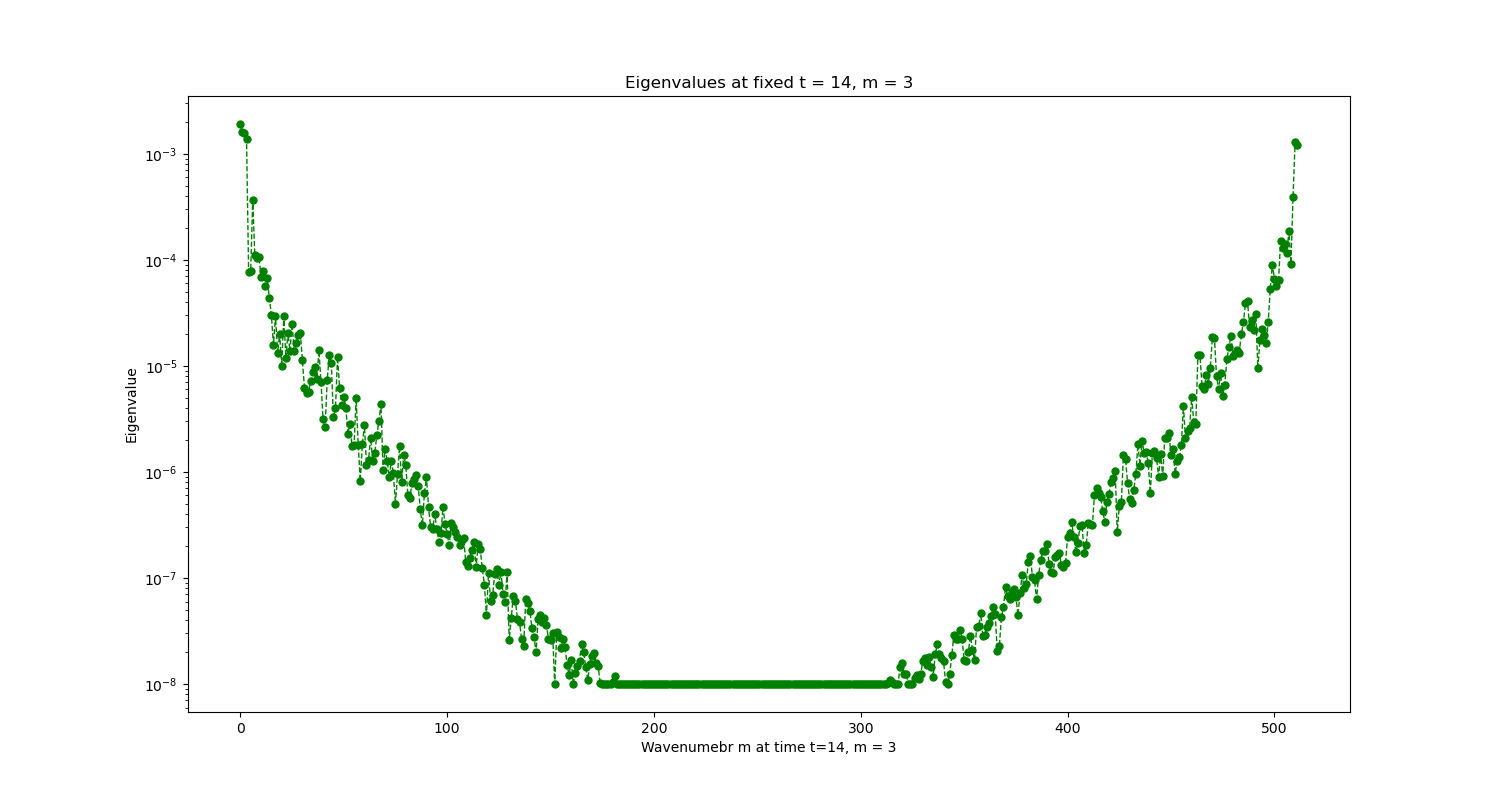 Eigenvalues at fixed t = 14, m = 3
10⁻³
10⁻⁴
10⁻⁵
10⁻⁶
10⁻⁷
10⁻⁸
Eigenvalue
0 100 200 300 400 500
Wavenumebr m at time t=14, m = 3